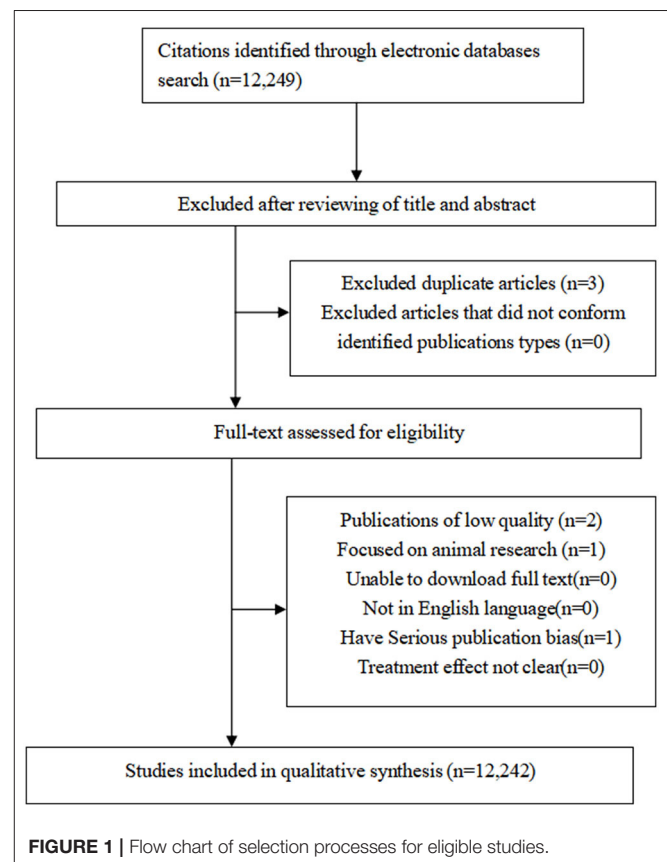 Citations identified through electronic databases
search (n=12,249)
Excluded after reviewing of title and abstract
Excluded duplicate articles (n=3)
Excluded articles that did not conform
identified publications types (n=0)
Full-text assessed for eligibility
Publications of low quality (n=2)
Focused on animal research (n=1)
Unable to download full text(n=0)
Not in English language(n=0)
Have Serious publication bias(n=1)
Treatment effect not clear(n=0)
Studies included in qualitative synthesis (n=12,242)
FIGURE 1 | Flow chart of selection processes for eligible studies.